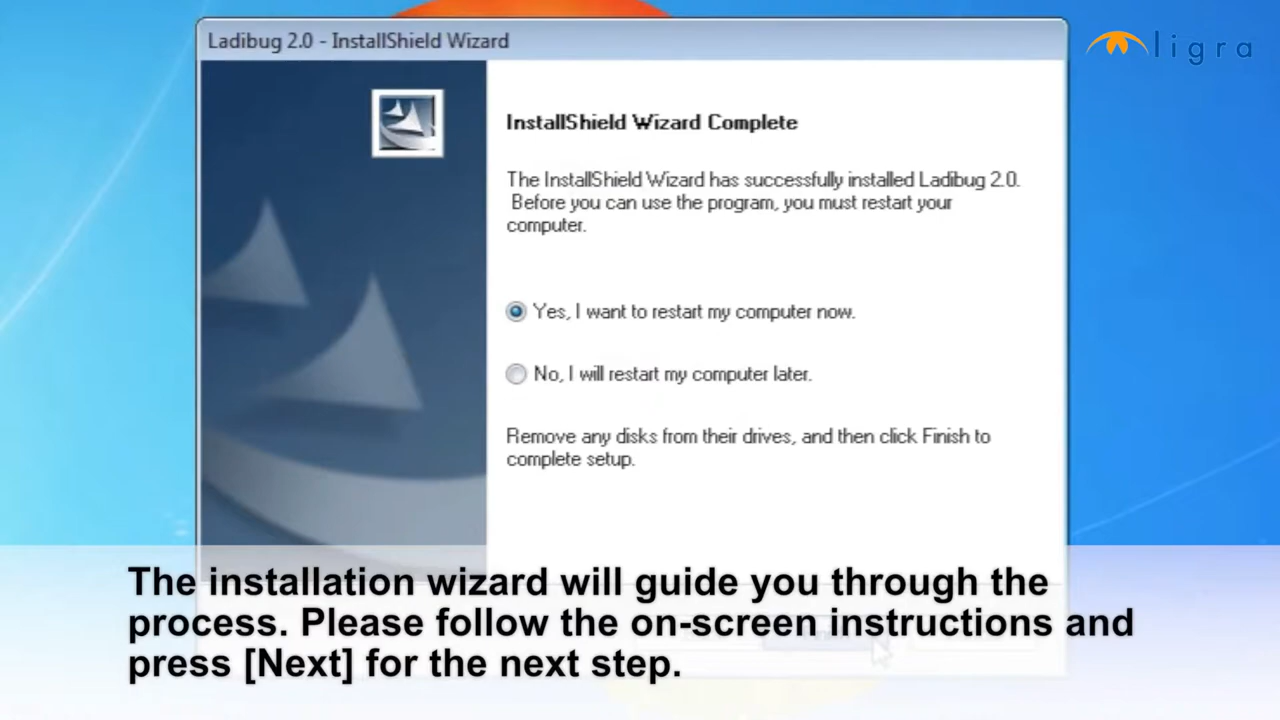 Ladibug 2.0 - InstallShield Wizard
ligra
InstallShield Wizard Complete
The InstallShield Wizard has successfully installed Ladibug 2.0.
Before you can use the program, you must restart your
computer.
Yes, I want to restart my computer now.
No, I will restart my computer later.
Remove any disks from their drives, and then click Finish to
complete setup.
The installation wizard will guide you through the
process. Please follow the on-screen instructions and
press [Next] for the next step.